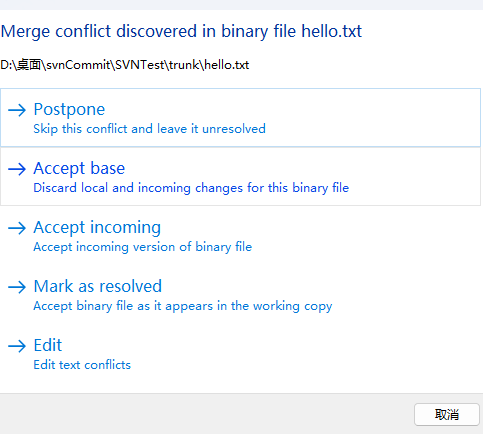 Merge conflict discovered in binary file hello.txt
D:\桌面\svnCommit\SVNTest\trunk\hello.txt
Postpone
Skip this conflict and leave it unresolved
Accept base
Discard local and incoming changes for this binary file
Accept incoming
Accept incoming version of binary file
Mark as resolved
Accept binary file as it appears in the working copy
Edit
Edit text conflicts
取消